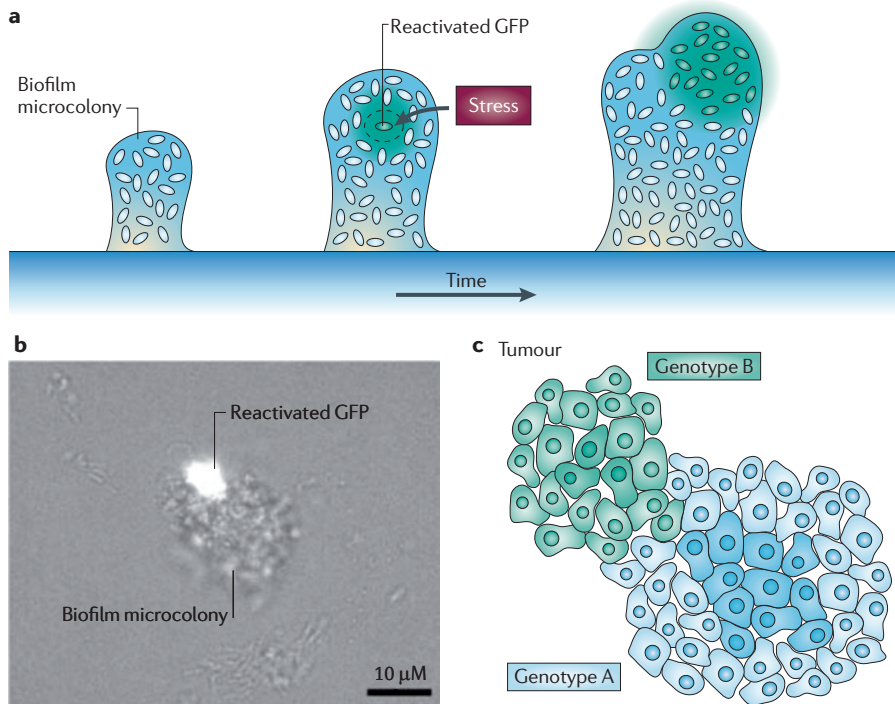 a
Reactivated GFP
Biofilm
microcolony
Stress
Time
b
Reactivated GFP
Biofilm microcolony
10 µM
c
Tumour
Genotype B
Genotype A